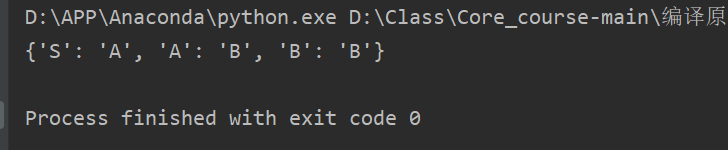 D:\APP\Anaconda\python.exe D:\Class\Core_course-main\编译原
{'S': 'A', 'A': 'B', 'B': 'B'}
Process finished with exit code 0